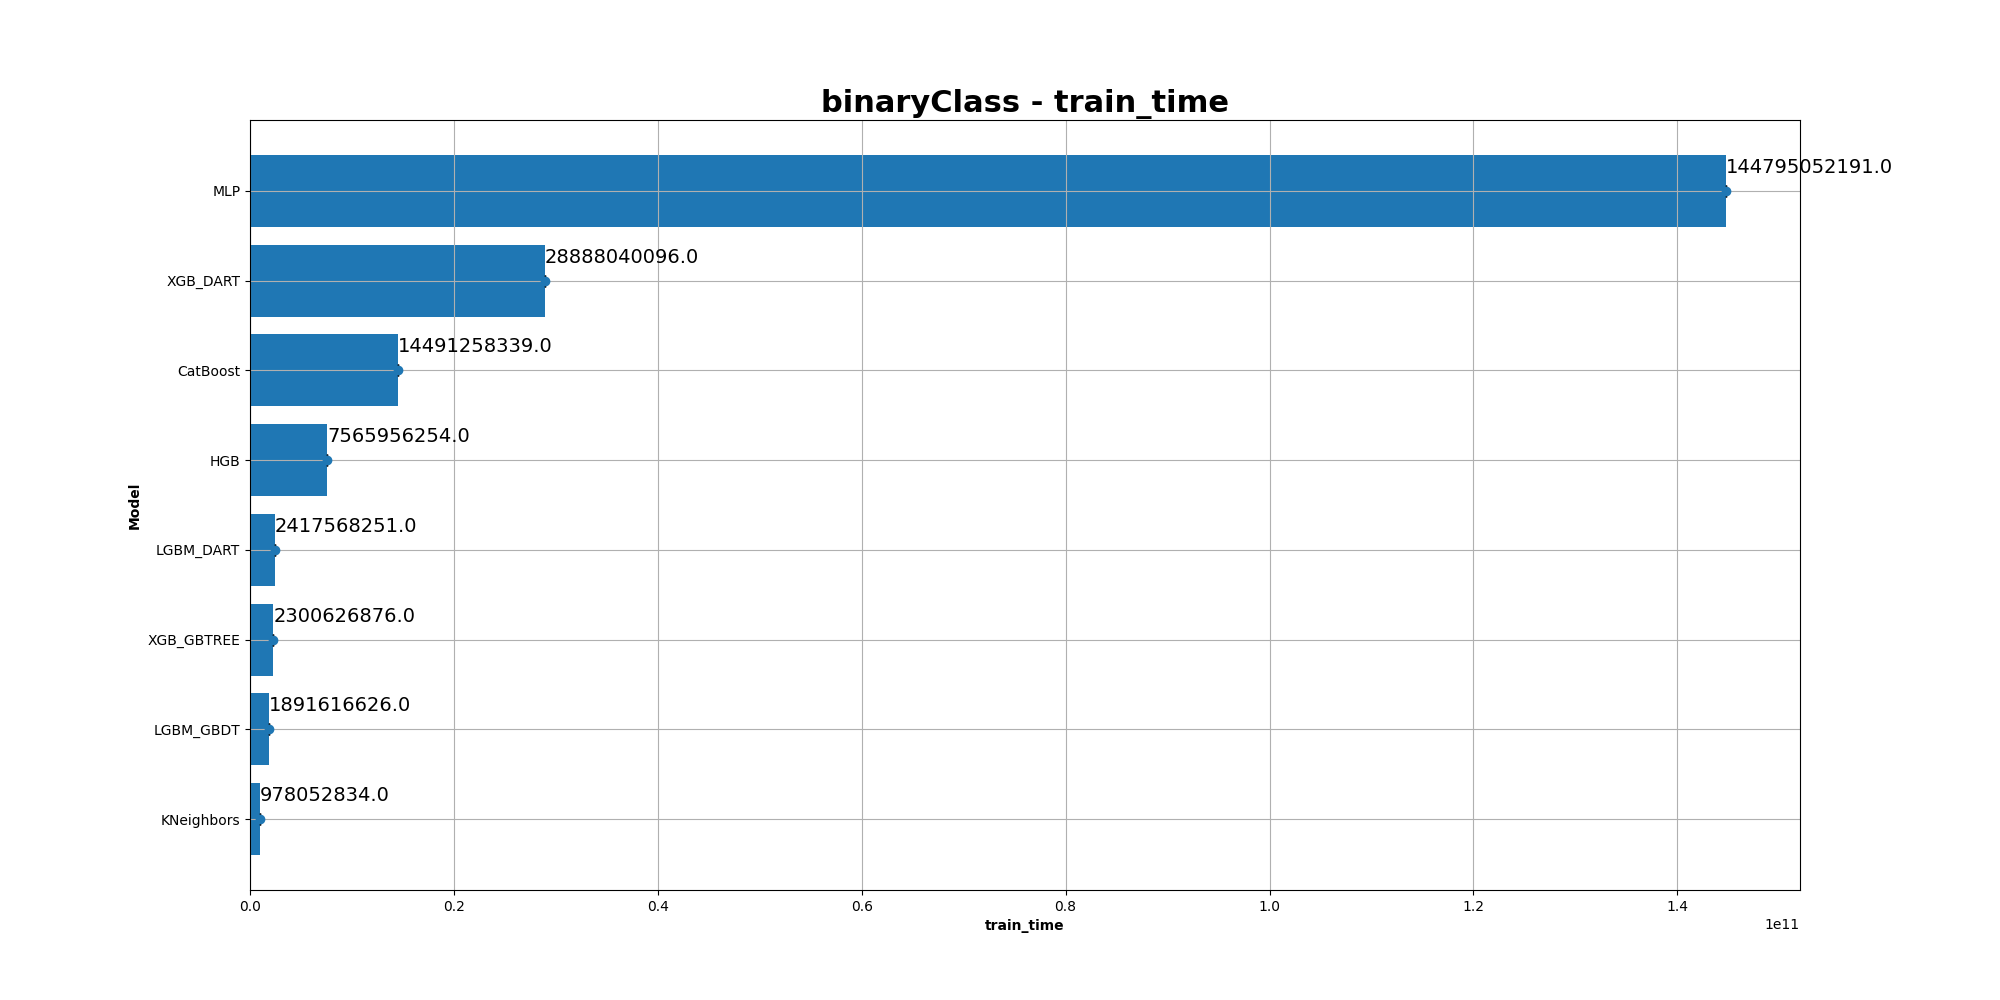 binaryClass - train_time
MLP
144795052191.0
XGB_DART
28888040096.0
CatBoost
14491258339.0
HGB
7565956254.0
Model
LGBM_DART
2417568251.0
XGB_GBTREE
2300626876.0
LGBM_GBDT
1891616626.0
KNeighbors
978052834.0
0.0 0.2 0.4 0.6 0.8 1.0 1.2 1.4
train_time
1e11